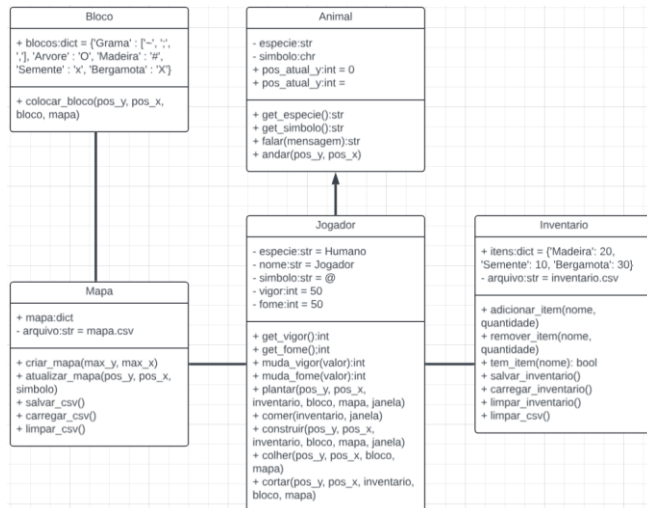 Bloco
+ blocos:dict = {'Grama' : ['~', ';',
','], 'Arvore' : 'O', 'Madeira' : '#',
'Semente' : 'x', 'Bergamota' : 'X'}
+ colocar_bloco(pos_y, pos_x,
bloco, mapa)
Animal
- especie:str
- simbolo:chr
+ pos_atual_y:int = 0
+ pos_atual_y:int =
+ get_especie():str
+ get_simbolo():str
+ falar(mensagem):str
+ andar(pos_y, pos_x)
Mapa
+ mapa:dict
- arquivo:str = mapa.csv
+ criar_mapa(max_y, max_x)
+ atualizar_mapa(pos_y, pos_x,
simbolo)
+ salvar_csv()
+ carregar_csv()
+ limpar_csv()
Jogador
- especie:str = Humano
- nome:str = Jogador
- simbolo:str = @
- vigor:int = 50
- fome:int = 50
+ get_vigor():int
+ get_fome();int
+ muda_vigor(valor):int
+ muda_fome(valor):int
+ plantar(pos_y, pos_x,
inventario, bloco, mapa, janela)
+ comer(inventario, janela)
+ construir(pos_y, pos_x,
inventario, bloco, mapa, janela)
+ colher(pos_y, pos_x, bloco,
mapa)
+ cortar(pos_y, pos_x, inventario,
bloco, mapa)
Inventario
+ itens:dict = {'Madeira': 20,
'Semente': 10, 'Bergamota': 30}
- arquivo:str = inventario.csv
+ adicionar_item(nome,
quantidade)
+ remover_item(nome,
quantidade)
+ tem_item(nome): bool
+ salvar_inventario()
+ carregar_inventario()
+ limpar_inventario()
+ limpar_csv()